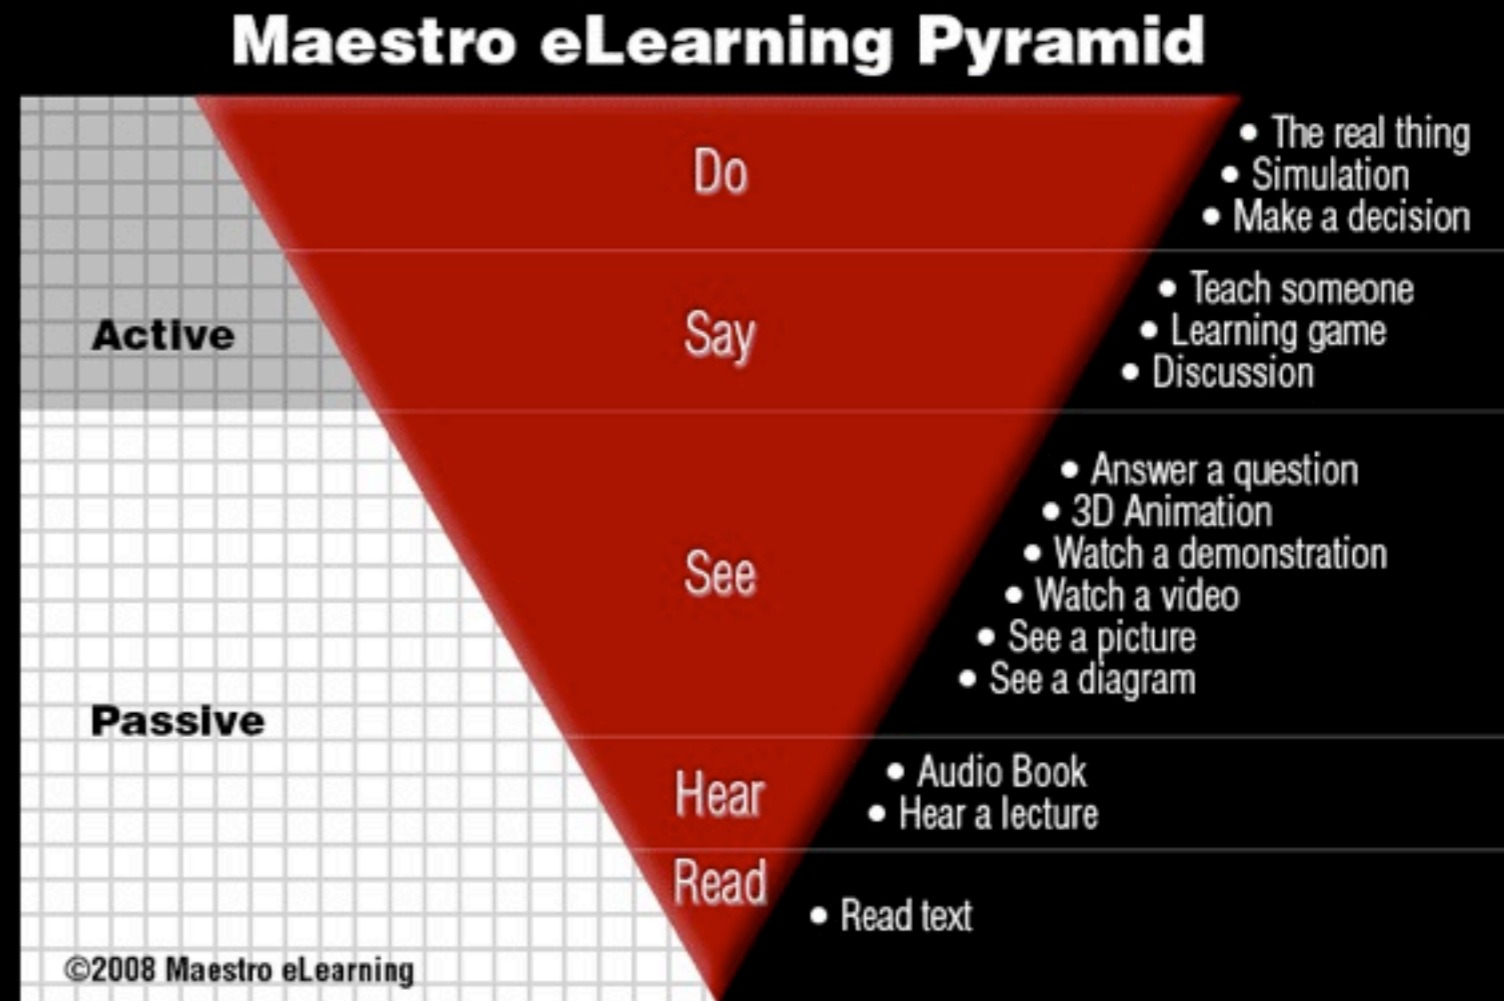 Maestro eLearning Pyramid
Do
• The real thing
• Simulation
• Make a decision
Active
Say
• Teach someone
• Learning game
• Discussion
See
• Answer a question
• 3D Animation
• Watch a demonstration
• Watch a video
• See a picture
• See a diagram
Passive
Hear
• Audio Book
• Hear a lecture
Read
• Read text
©2008 Maestro eLearning